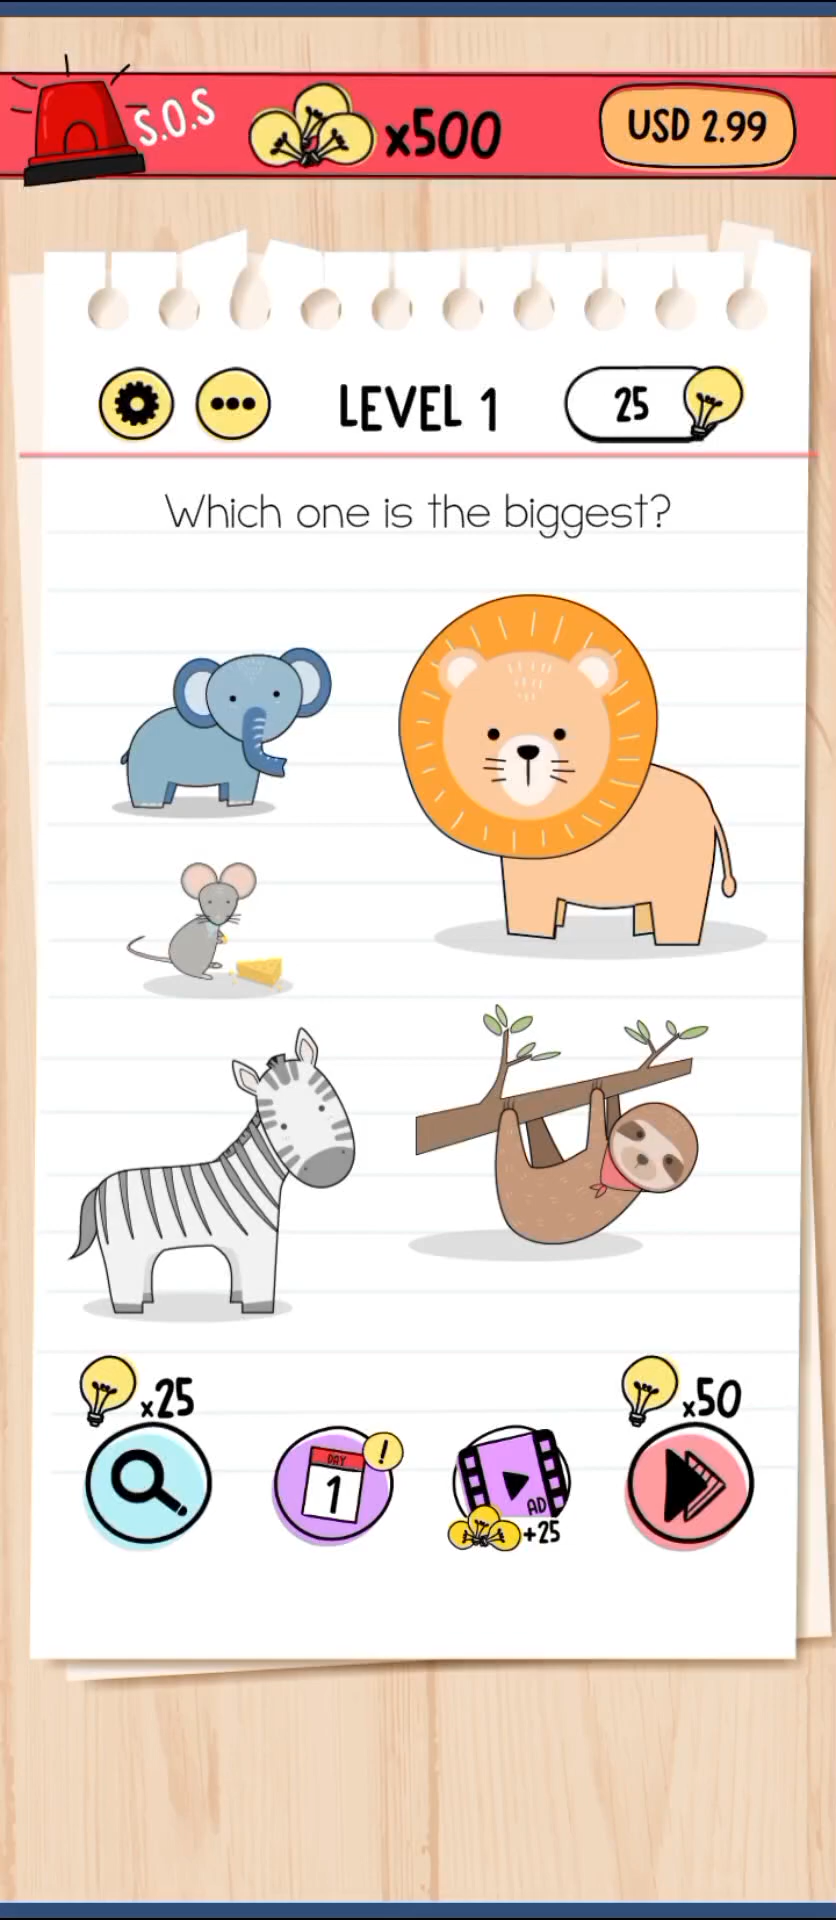 S.O.S x500 USD 2.99
LEVEL 1 25
Which one is the biggest?
x25 x50
DAY
1 !
AD
+25